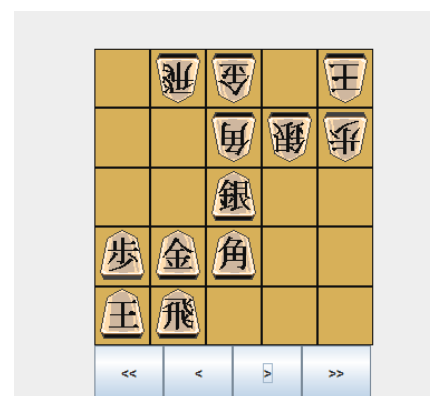 飛 金 王
角 銀 歩
銀
歩 金 角
王 飛
<< < > >>